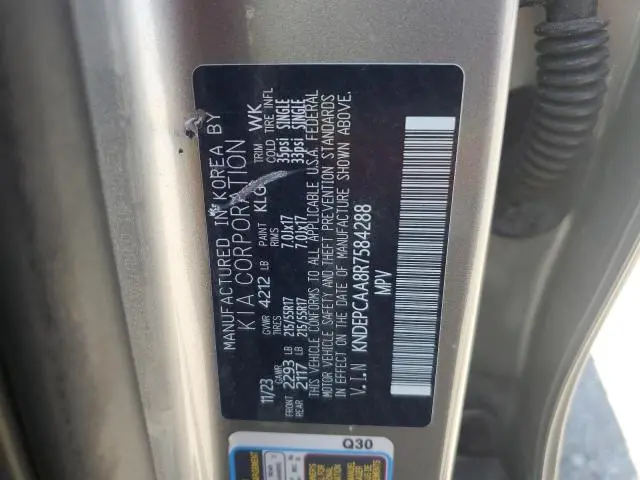 MANUFACTURED IN KOREA BY
KIA CORPORATION
11/23 GVWR 4212 LB PAINT KLG TRIM WK
GAWR TIRES RIMS COLD TIRE INFL
FRONT 2293 LB 215/55R17 7.0Jx17 35psi SINGLE
REAR 2117 LB 215/55R17 7.0Jx17 33psi SINGLE
THIS VEHICLE CONFORMS TO ALL APPLICABLE U.S.A. FEDERAL
MOTOR VEHICLE SAFETY AND THEFT PREVENTION STANDARDS
IN EFFECT ON THE DATE OF MANUFACTURE SHOWN ABOVE.
V.I.N KNDEPCAA8R7584288
MPV
Q30